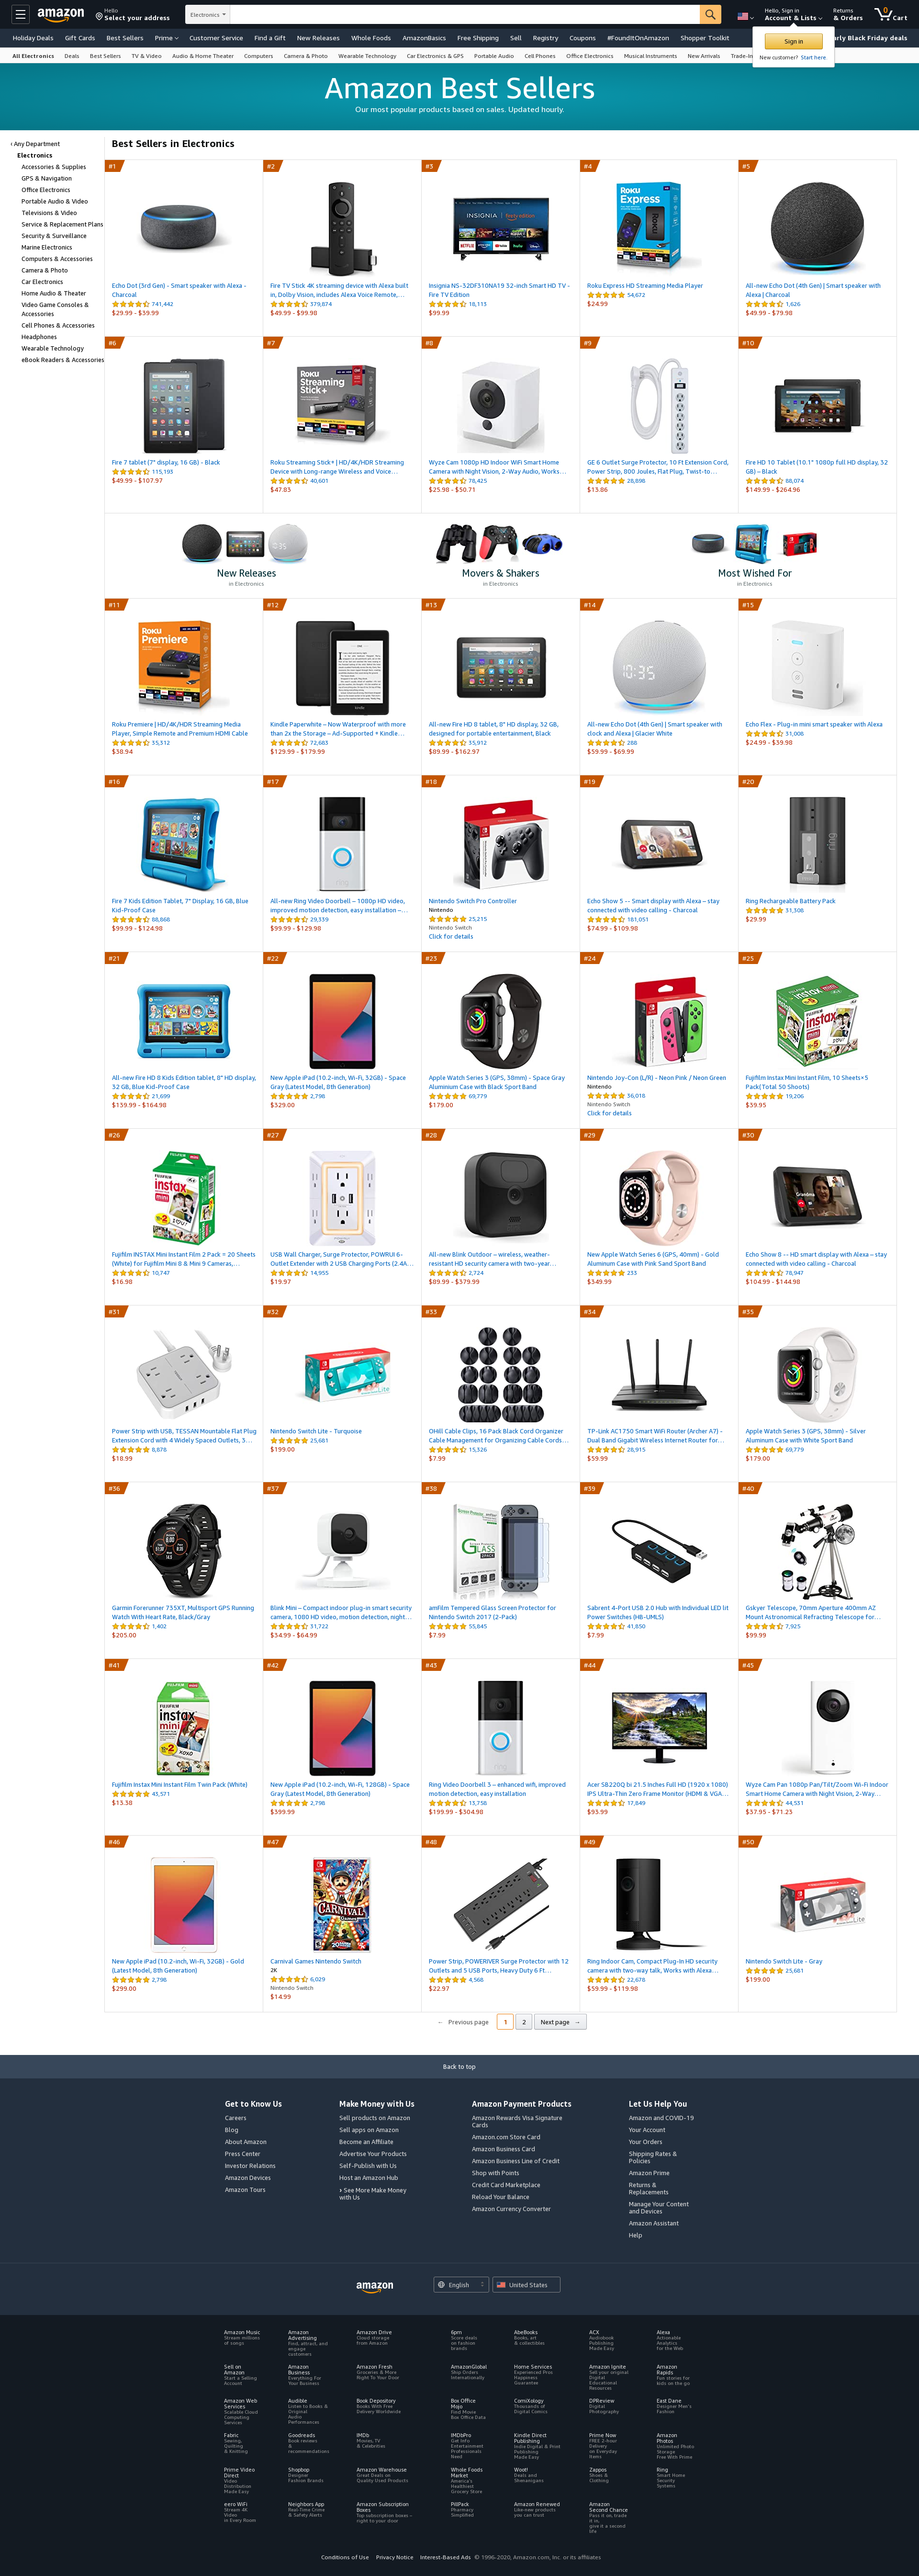 amazon
Hello
Select your address
Electronics
Hello, Sign in
Account & Lists
Returns
& Orders
0
Cart
Holiday Deals
Gift Cards
Best Sellers
Prime
Customer Service
Find a Gift
New Releases
Whole Foods
AmazonBasics
Free Shipping
Sell
Registry
Coupons
#FoundItOnAmazon
Shopper Toolkit
Black Friday deals
Sign in
New customer? Start here.
All Electronics
Deals
Best Sellers
TV & Video
Audio & Home Theater
Computers
Camera & Photo
Wearable Technology
Car Electronics & GPS
Portable Audio
Cell Phones
Office Electronics
Musical Instruments
New Arrivals
Trade-In
Amazon Best Sellers
Our most popular products based on sales. Updated hourly.
‹ Any Department
Electronics
Accessories & Supplies
GPS & Navigation
Office Electronics
Portable Audio & Video
Televisions & Video
Service & Replacement Plans
Security & Surveillance
Marine Electronics
Computers & Accessories
Camera & Photo
Car Electronics
Home Audio & Theater
Video Game Consoles &
Accessories
Cell Phones & Accessories
Headphones
Wearable Technology
eBook Readers & Accessories
Best Sellers in Electronics
#1
Echo Dot (3rd Gen) - Smart speaker with Alexa -
Charcoal
741,442
$29.99 - $39.99
#2
Fire TV Stick 4K streaming device with Alexa built
in, Dolby Vision, includes Alexa Voice Remote,…
379,874
$49.99 - $99.98
#3
INSIGNIA
Insignia NS-32DF310NA19 32-inch Smart HD TV -
Fire TV Edition
18,113
$99.99
#4
Roku
Express
Roku Express HD Streaming Media Player
54,672
$24.99
#5
All-new Echo Dot (4th Gen) | Smart speaker with
Alexa | Charcoal
1,626
$49.99 - $79.98
#6
Fire 7 tablet (7" display, 16 GB) - Black
115,193
$49.99 - $107.97
#7
Roku
Streaming
Stick+
Roku Streaming Stick+ | HD/4K/HDR Streaming
Device with Long-range Wireless and Voice…
40,601
$47.83
#8
Wyze Cam 1080p HD Indoor WiFi Smart Home
Camera with Night Vision, 2-Way Audio, Works…
78,425
$25.98 - $50.71
#9
GE 6 Outlet Surge Protector, 10 Ft Extension Cord,
Power Strip, 800 Joules, Flat Plug, Twist-to…
28,898
$13.86
#10
Fire HD 10 Tablet (10.1" 1080p full HD display, 32
GB) – Black
88,074
$149.99 - $264.96
New Releases
in Electronics
Movers & Shakers
in Electronics
Most Wished For
in Electronics
#11
Roku
Premiere
Roku Premiere | HD/4K/HDR Streaming Media
Player, Simple Remote and Premium HDMI Cable
35,312
$38.94
#12
Kindle Paperwhite – Now Waterproof with more
than 2x the Storage – Ad-Supported + Kindle…
72,683
$129.99 - $179.99
#13
All-new Fire HD 8 tablet, 8" HD display, 32 GB,
designed for portable entertainment, Black
35,912
$89.99 - $162.97
#14
All-new Echo Dot (4th Gen) | Smart speaker with
clock and Alexa | Glacier White
268
$59.99 - $69.99
#15
Echo Flex - Plug-in mini smart speaker with Alexa
31,008
$24.99 - $39.98
#16
Fire 7 Kids Edition Tablet, 7" Display, 16 GB, Blue
Kid-Proof Case
88,868
$99.99 - $124.98
#17
ring
All-new Ring Video Doorbell – 1080p HD video,
improved motion detection, easy installation –…
29,339
$99.99 - $129.98
#18
Nintendo Switch Pro Controller
Nintendo
25,215
Nintendo Switch
Click for details
#19
Echo Show 5 -- Smart display with Alexa – stay
connected with video calling - Charcoal
181,051
$74.99 - $109.98
#20
ring
Ring Rechargeable Battery Pack
31,308
$29.99
#21
All-new Fire HD 8 Kids Edition tablet, 8" HD display,
32 GB, Blue Kid-Proof Case
21,699
$139.99 - $164.98
#22
New Apple iPad (10.2-inch, Wi-Fi, 32GB) - Space
Gray (Latest Model, 8th Generation)
2,798
$329.00
#23
Apple Watch Series 3 (GPS, 38mm) - Space Gray
Aluminium Case with Black Sport Band
69,779
$179.00
#24
Nintendo Joy-Con (L/R) - Neon Pink / Neon Green
Nintendo
36,018
Nintendo Switch
Click for details
#25
instax
Fujifilm Instax Mini Instant Film, 10 Sheets×5
Pack(Total 50 Shoots)
19,206
$39.95
#26
FUJIFILM
instax
mini
Fujifilm INSTAX Mini Instant Film 2 Pack = 20 Sheets
(White) for Fujifilm Mini 8 & Mini 9 Cameras,…
10,747
$16.98
#27
USB Wall Charger, Surge Protector, POWRUI 6-
Outlet Extender with 2 USB Charging Ports (2.4A…
14,955
$19.97
#28
All-new Blink Outdoor – wireless, weather-
resistant HD security camera with two-year…
2,724
$89.99 - $379.99
#29
New Apple Watch Series 6 (GPS, 40mm) - Gold
Aluminum Case with Pink Sand Sport Band
233
$349.99
#30
Grandma
Echo Show 8 -- HD smart display with Alexa – stay
connected with video calling - Charcoal
78,947
$104.99 - $144.98
#31
Power Strip with USB, TESSAN Mountable Flat Plug
Extension Cord with 4 Widely Spaced Outlets, 3…
8,878
$18.99
#32
Lite
Nintendo Switch Lite - Turquoise
25,681
$199.00
#33
OHill Cable Clips, 16 Pack Black Cord Organizer
Cable Management for Organizing Cable Cords…
15,326
$7.99
#34
TP-Link AC1750 Smart WiFi Router (Archer A7) -
Dual Band Gigabit Wireless Internet Router for…
28,915
$59.99
#35
Apple Watch Series 3 (GPS, 38mm) - Silver
Aluminum Case with White Sport Band
69,779
$179.00
#36
Garmin Forerunner 735XT, Multisport GPS Running
Watch With Heart Rate, Black/Gray
1,402
$205.00
#37
Blink Mini – Compact indoor plug-in smart security
camera, 1080 HD video, motion detection, night…
31,722
$34.99 - $64.99
#38
GLASS
amFilm Tempered Glass Screen Protector for
Nintendo Switch 2017 (2-Pack)
55,845
$7.99
#39
Sabrent 4-Port USB 2.0 Hub with Individual LED lit
Power Switches (HB-UMLS)
41,850
$7.99
#40
Gskyer Telescope, 70mm Aperture 400mm AZ
Mount Astronomical Refracting Telescope for…
7,925
$99.99
#41
FUJIFILM
instax
mini
Fujifilm Instax Mini Instant Film Twin Pack (White)
43,571
$13.38
#42
New Apple iPad (10.2-inch, Wi-Fi, 128GB) - Space
Gray (Latest Model, 8th Generation)
2,798
$399.99
#43
ring
Ring Video Doorbell 3 – enhanced wifi, improved
motion detection, easy installation
13,758
$199.99 - $304.98
#44
Acer SB220Q bi 21.5 Inches Full HD (1920 x 1080)
IPS Ultra-Thin Zero Frame Monitor (HDMI & VGA…
17,849
$93.99
#45
Wyze Cam Pan 1080p Pan/Tilt/Zoom Wi-Fi Indoor
Smart Home Camera with Night Vision, 2-Way…
44,531
$37.95 - $71.23
#46
New Apple iPad (10.2-inch, Wi-Fi, 32GB) - Gold
(Latest Model, 8th Generation)
2,798
$299.00
#47
CARNIVAL
Carnival Games Nintendo Switch
2K
6,029
Nintendo Switch
$14.99
#48
Power Strip, POWERIVER Surge Protector with 12
Outlets and 5 USB Ports, Heavy Duty 6 Ft…
4,568
$22.97
#49
Ring Indoor Cam, Compact Plug-In HD security
camera with two-way talk, Works with Alexa…
22,678
$59.99 - $119.98
#50
Lite
Nintendo Switch Lite - Gray
25,681
$199.00
← Previous page
1
2
Next page →
Back to top
Get to Know Us
Careers
Blog
About Amazon
Press Center
Investor Relations
Amazon Devices
Amazon Tours
Make Money with Us
Sell products on Amazon
Sell apps on Amazon
Become an Affiliate
Advertise Your Products
Self-Publish with Us
Host an Amazon Hub
› See More Make Money
with Us
Amazon Payment Products
Amazon Rewards Visa Signature
Cards
Amazon.com Store Card
Amazon Business Card
Amazon Business Line of Credit
Shop with Points
Credit Card Marketplace
Reload Your Balance
Amazon Currency Converter
Let Us Help You
Amazon and COVID-19
Your Account
Your Orders
Shipping Rates &
Policies
Amazon Prime
Returns &
Replacements
Manage Your Content
and Devices
Amazon Assistant
Help
amazon
English
United States
Amazon Music
Stream millions
of songs
Amazon
Advertising
Find, attract, and
engage
customers
Amazon Drive
Cloud storage
from Amazon
6pm
Score deals
on fashion
brands
AbeBooks
Books, art
& collectibles
ACX
Audiobook
Publishing
Made Easy
Alexa
Actionable
Analytics
for the Web
Sell on
Amazon
Start a Selling
Account
Amazon
Business
Everything For
Your Business
Amazon Fresh
Groceries & More
Right To Your Door
AmazonGlobal
Ship Orders
Internationally
Home Services
Experienced Pros
Happiness
Guarantee
Amazon Ignite
Sell your original
Digital
Educational
Resources
Amazon
Rapids
Fun stories for
kids on the go
Amazon Web
Services
Scalable Cloud
Computing
Services
Audible
Listen to Books &
Original
Audio
Performances
Book Depository
Books With Free
Delivery Worldwide
Box Office
Mojo
Find Movie
Box Office Data
ComiXology
Thousands of
Digital Comics
DPReview
Digital
Photography
East Dane
Designer Men's
Fashion
Fabric
Sewing,
Quilting
& Knitting
Goodreads
Book reviews
&
recommendations
IMDb
Movies, TV
& Celebrities
IMDbPro
Get Info
Entertainment
Professionals
Need
Kindle Direct
Publishing
Indie Digital & Print
Publishing
Made Easy
Prime Now
FREE 2-hour
Delivery
on Everyday
Items
Amazon
Photos
Unlimited Photo
Storage
Free With Prime
Prime Video
Direct
Video
Distribution
Made Easy
Shopbop
Designer
Fashion Brands
Amazon Warehouse
Great Deals on
Quality Used Products
Whole Foods
Market
America's
Healthiest
Grocery Store
Woot!
Deals and
Shenanigans
Zappos
Shoes &
Clothing
Ring
Smart Home
Security
Systems
eero WiFi
Stream 4K
Video
in Every Room
Neighbors App
Real-Time Crime
& Safety Alerts
Amazon Subscription
Boxes
Top subscription boxes –
right to your door
PillPack
Pharmacy
Simplified
Amazon Renewed
Like-new products
you can trust
Amazon
Second Chance
Pass it on, trade
it in,
give it a second
life
Conditions of Use
Privacy Notice
Interest-Based Ads
© 1996-2020, Amazon.com, Inc. or its affiliates